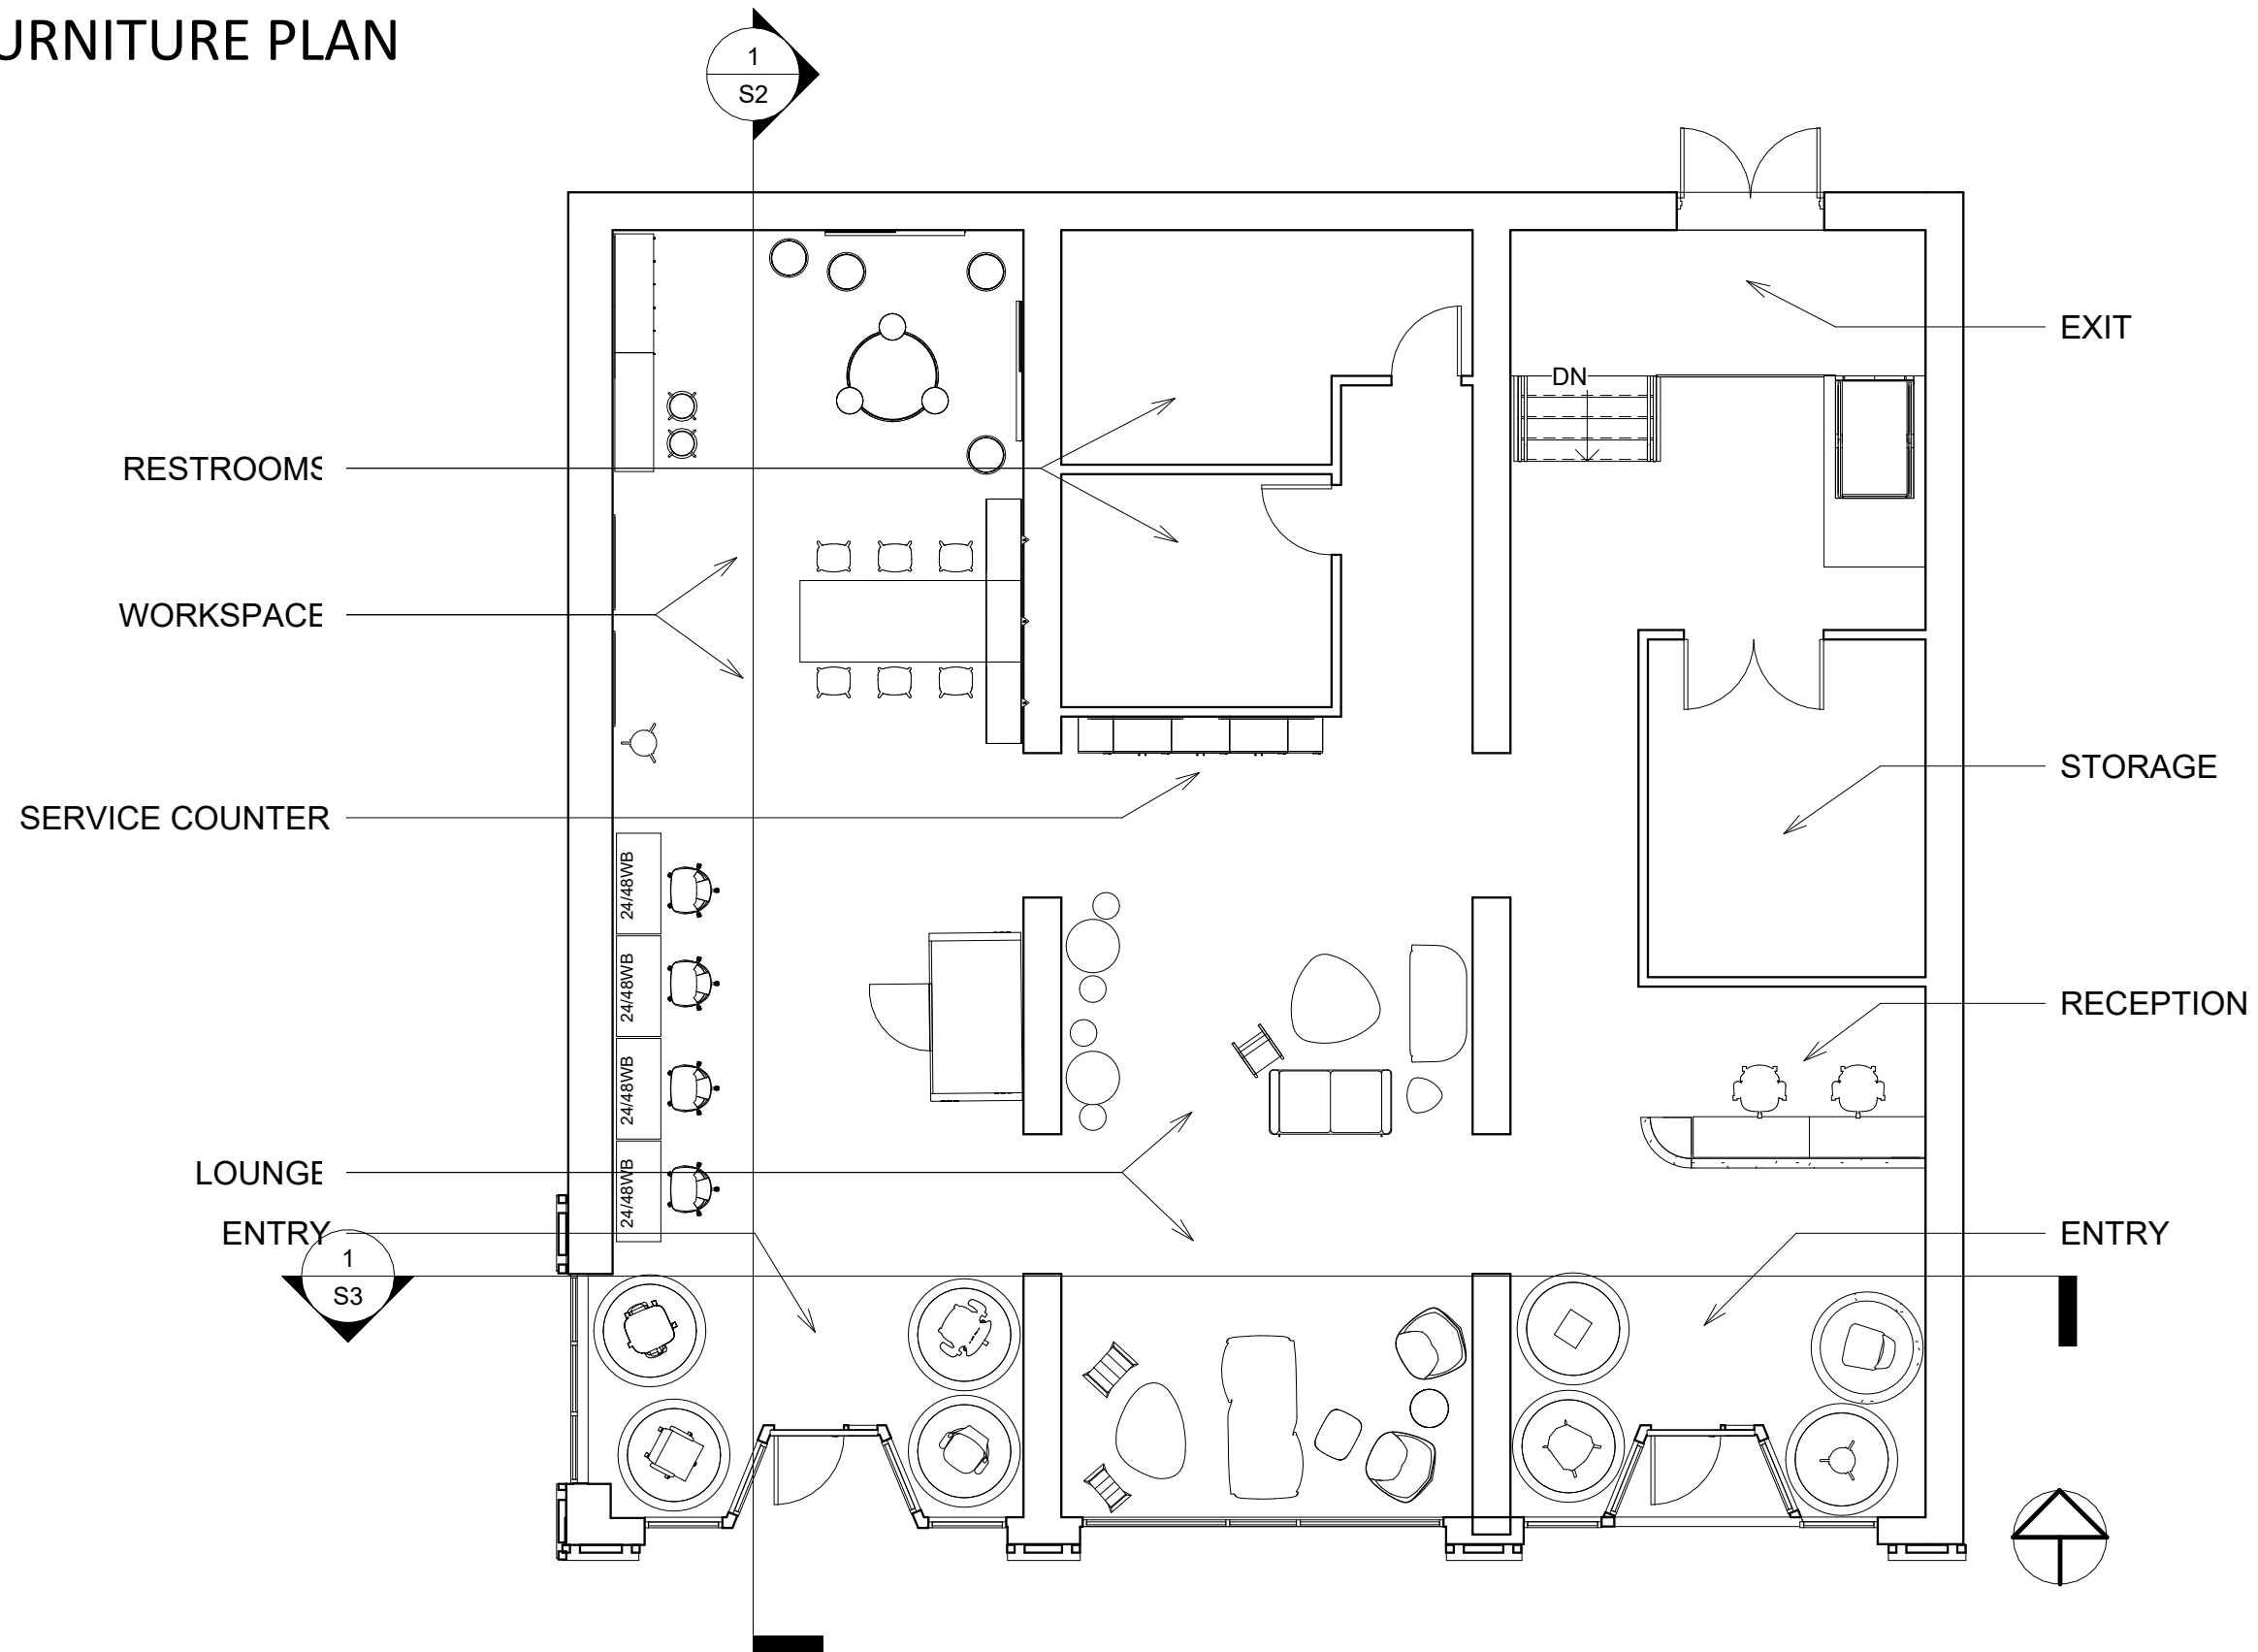 URNITURE PLAN
1
S2
EXIT
DN
RESTROOMS
WORKSPACE
STORAGE
SERVICE COUNTER
24/48WB
24/48WB
RECEPTION
24/48WB
24/48WB
LOUNGE
ENTRY
ENTRY
1
S3